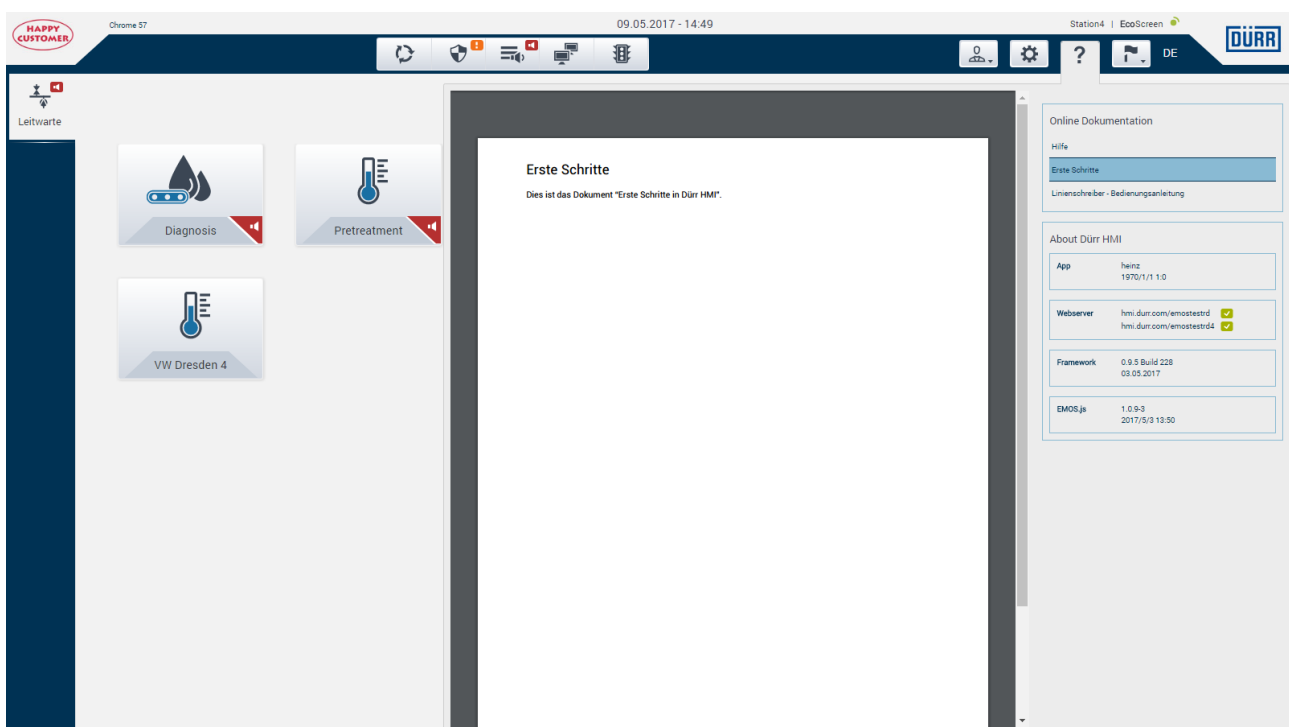 HAPPY
CUSTOMER
Chrome 57
09.05.2017 - 14:49
Station4 | EcoScreen
DÜRR
?
DE
Leitwarte
Diagnosis
Pretreatment
VW Dresden 4
Erste Schritte
Dies ist das Dokument "Erste Schritte in Dürr HMI".
Online Dokumentation
Hilfe
Erste Schritte
Linienschreiber - Bedienungsanleitung
About Dürr HMI
App heinz
1970/1/1 1:0
Webserver hmi.durr.com/emostestrd
hmi.durr.com/emostestrd4
Framework 0.9.5 Build 228
03.05.2017
EMOS.js 1.0.9-3
2017/5/3 13:50